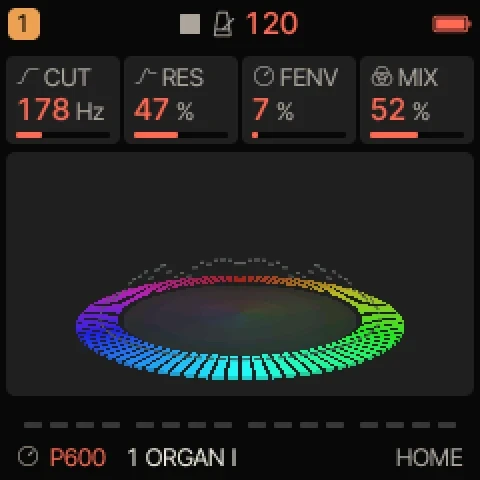 1 120
CUT RES FENV MIX
178 Hz 47 % 7 % 52 %
P600 1 ORGAN I HOME